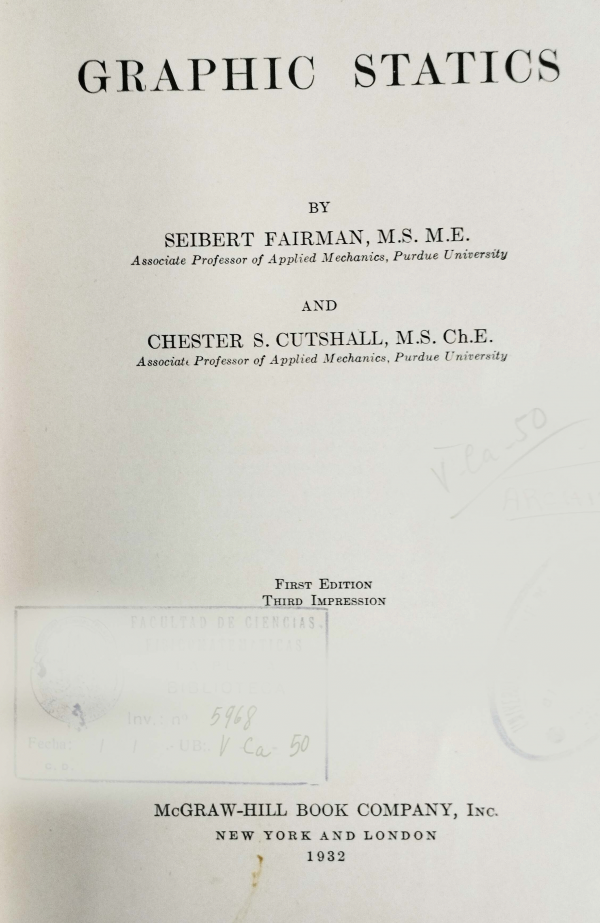 GRAPHIC STATICS
BY
SEIBERT FAIRMAN, M.S. M.E.
Associate Professor of Applied Mechanics, Purdue University
AND
CHESTER S. CUTSHALL, M.S. Ch.E.
Associate Professor of Applied Mechanics, Purdue University
V Ca-50
FIRST EDITION
THIRD IMPRESSION
FACULTAD DE CIENCIAS.
5968
UB: V Ca- 50
McGRAW-HILL BOOK COMPANY, INC.
NEW YORK AND LONDON
1932